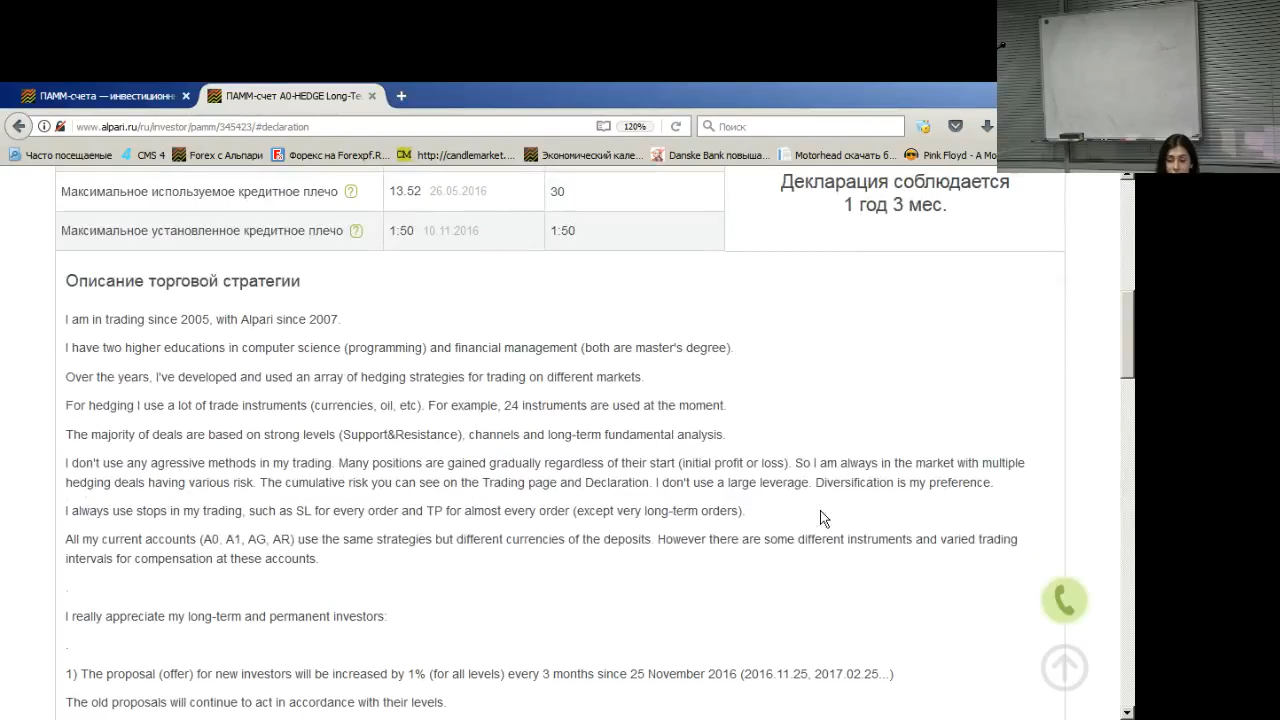 ПАММ-счета — инвестиционн
ПАММ-счет A0-HEDGE Long-Te
www.alpari.ru/ru/investor/pamm/345423/#declaration
120%
Поиск
Часто посещаемые
CMS 4
Forex с Альпари
Форекс на Forexpf.R...
http://candlemarket....
Экономический кале...
Danske Bank повыша...
Motorhead скачать б...
Pink Floyd - A Mo
Максимальное используемое кредитное плечо
13.52 26.05.2016
30
Максимальное установленное кредитное плечо
1:50 10.11.2016
1:50
Декларация соблюдается
1 год 3 мес.
Описание торговой стратегии
I am in trading since 2005, with Alpari since 2007.
I have two higher educations in computer science (programming) and financial management (both are master's degree).
Over the years, I've developed and used an array of hedging strategies for trading on different markets.
For hedging I use a lot of trade instruments (currencies, oil, etc). For example, 24 instruments are used at the moment.
The majority of deals are based on strong levels (Support&Resistance), channels and long-term fundamental analysis.
I don't use any agressive methods in my trading. Many positions are gained gradually regardless of their start (initial profit or loss). So I am always in the market with multiple
hedging deals having various risk. The cumulative risk you can see on the Trading page and Declaration. I don't use a large leverage. Diversification is my preference.
I always use stops in my trading, such as SL for every order and TP for almost every order (except very long-term orders).
All my current accounts (A0, A1, AG, AR) use the same strategies but different currencies of the deposits. However there are some different instruments and varied trading
intervals for compensation at these accounts.
.
I really appreciate my long-term and permanent investors:
.
1) The proposal (offer) for new investors will be increased by 1% (for all levels) every 3 months since 25 November 2016 (2016.11.25, 2017.02.25...)
The old proposals will continue to act in accordance with their levels.